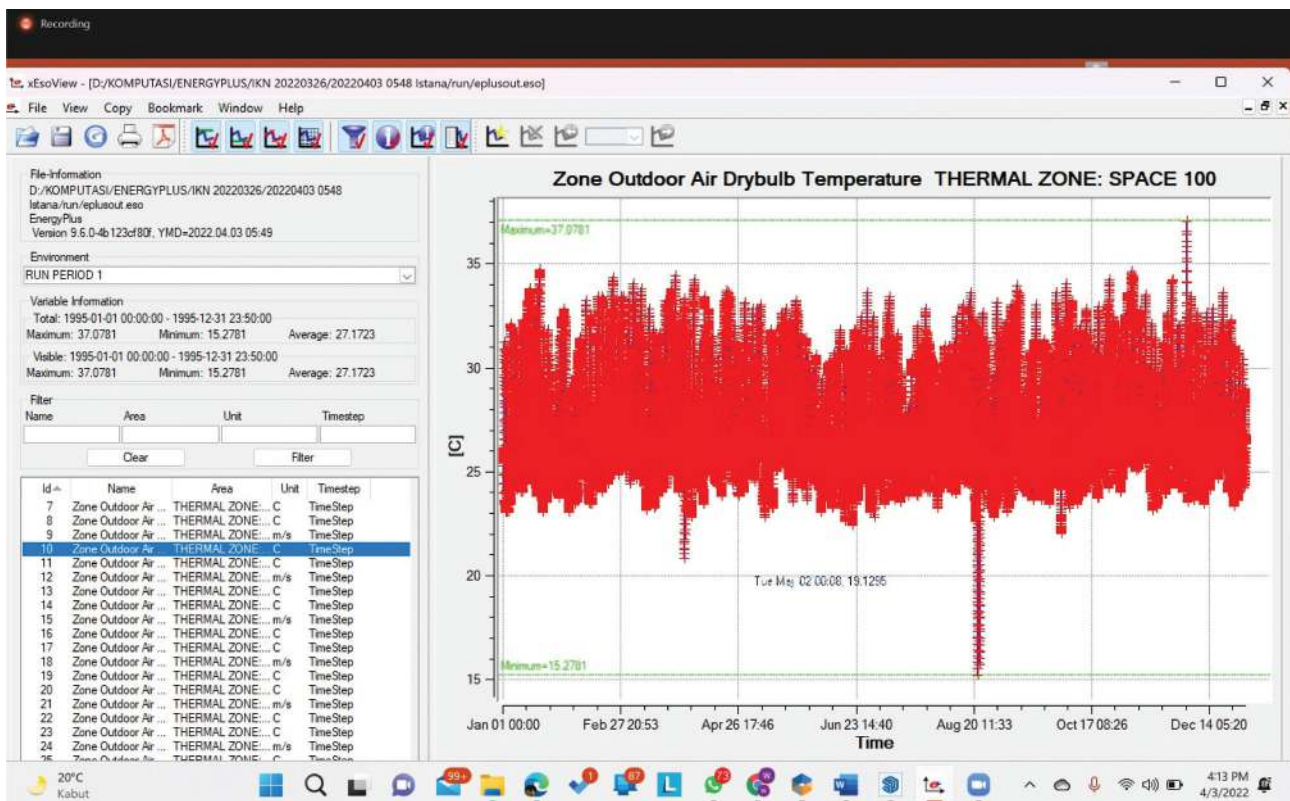 Recording
xEsoView - [D:/KOMPUTASI/ENERGYPLUS/IKN 20220326/20220403 0548 Istana/run/eplusout.eso]
File View Copy Bookmark Window Help
File-Information
D:/KOMPUTASI/ENERGYPLUS/IKN 20220326/20220403 0548
Istana/run/eplusout.eso
EnergyPlus
Version 9.6.0-4b123cf80f, YMD=2022.04.03 05:49
Environment
RUN PERIOD 1
Variable Information
Total: 1995-01-01 00:00:00 - 1995-12-31 23:50:00
Maximum: 37.0781 Minimum: 15.2781 Average: 27.1723
Visible: 1995-01-01 00:00:00 - 1995-12-31 23:50:00
Maximum: 37.0781 Minimum: 15.2781 Average: 27.1723
Filter
Name Area Unit Timestep
Clear Filter
Id Name Area Unit Timestep
7 Zone Outdoor Air ... THERMAL ZONE:... C TimeStep
8 Zone Outdoor Air ... THERMAL ZONE:... C TimeStep
9 Zone Outdoor Air ... THERMAL ZONE:... m/s TimeStep
10 Zone Outdoor Air ... THERMAL ZONE:... C TimeStep
11 Zone Outdoor Air ... THERMAL ZONE:... C TimeStep
12 Zone Outdoor Air ... THERMAL ZONE:... m/s TimeStep
13 Zone Outdoor Air ... THERMAL ZONE:... C TimeStep
14 Zone Outdoor Air ... THERMAL ZONE:... C TimeStep
15 Zone Outdoor Air ... THERMAL ZONE:... m/s TimeStep
16 Zone Outdoor Air ... THERMAL ZONE:... C TimeStep
17 Zone Outdoor Air ... THERMAL ZONE:... C TimeStep
18 Zone Outdoor Air ... THERMAL ZONE:... m/s TimeStep
19 Zone Outdoor Air ... THERMAL ZONE:... C TimeStep
20 Zone Outdoor Air ... THERMAL ZONE:... C TimeStep
21 Zone Outdoor Air ... THERMAL ZONE:... m/s TimeStep
22 Zone Outdoor Air ... THERMAL ZONE:... C TimeStep
23 Zone Outdoor Air ... THERMAL ZONE:... C TimeStep
24 Zone Outdoor Air ... THERMAL ZONE:... m/s TimeStep
Zone Outdoor Air Drybulb Temperature THERMAL ZONE: SPACE 100
Maximum=37.0781
35
30
25
[C]
20
Tue May 02 00:08, 19.1295
Minimum=15.2781
15
Jan 01 00:00 Feb 27 20:53 Apr 26 17:46 Jun 23 14:40 Aug 20 11:33 Oct 17 08:26 Dec 14 05:20
Time
20°C
Kabut
99+
1
87
L
73
4:13 PM
4/3/2022